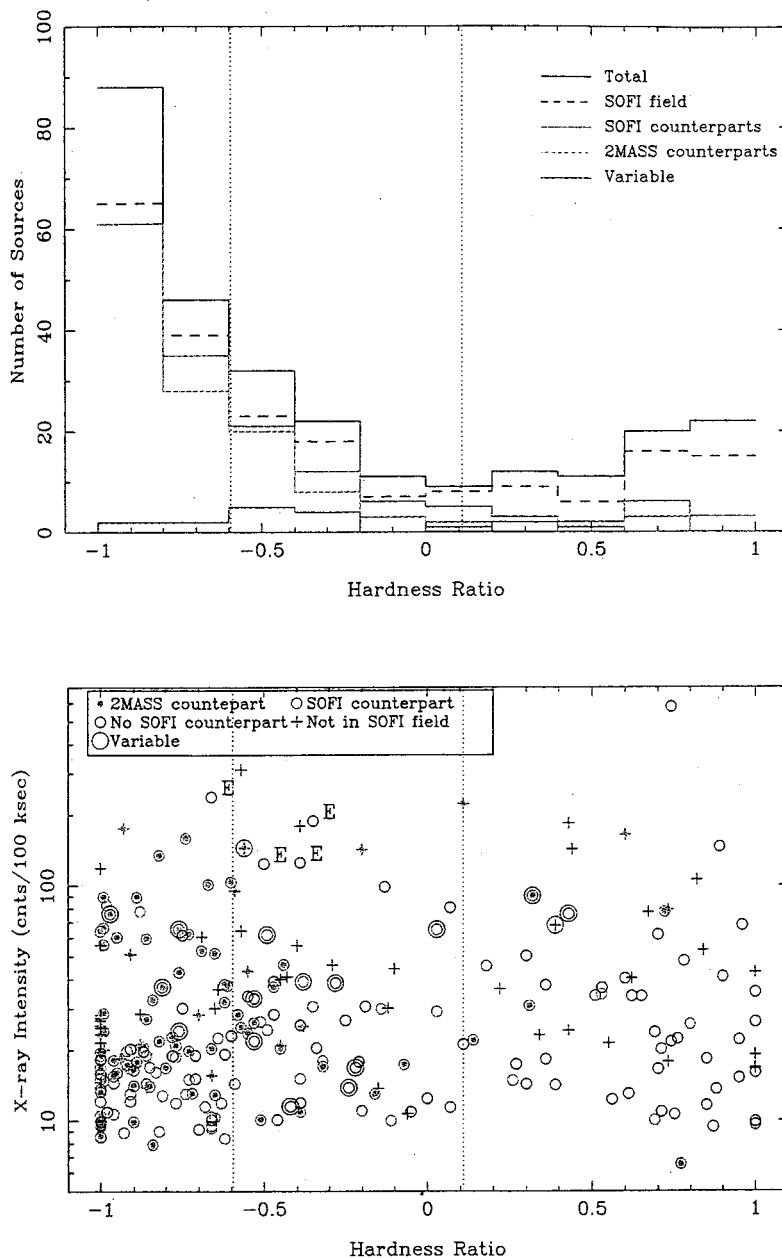 100
80
60
40
20
0
Number of Sources
Total
SOFI field
SOFI counterparts
2MASS counterparts
Variable
−1 −0.5 0 0.5 1
Hardness Ratio
2MASS countepart SOFI counterpart
No SOFI counterpart Not in SOFI field
Variable
E
E
E E
100
10
X−ray Intensity (cnts/100 ksec)
−1 −0.5 0 0.5 1
Hardness Ratio